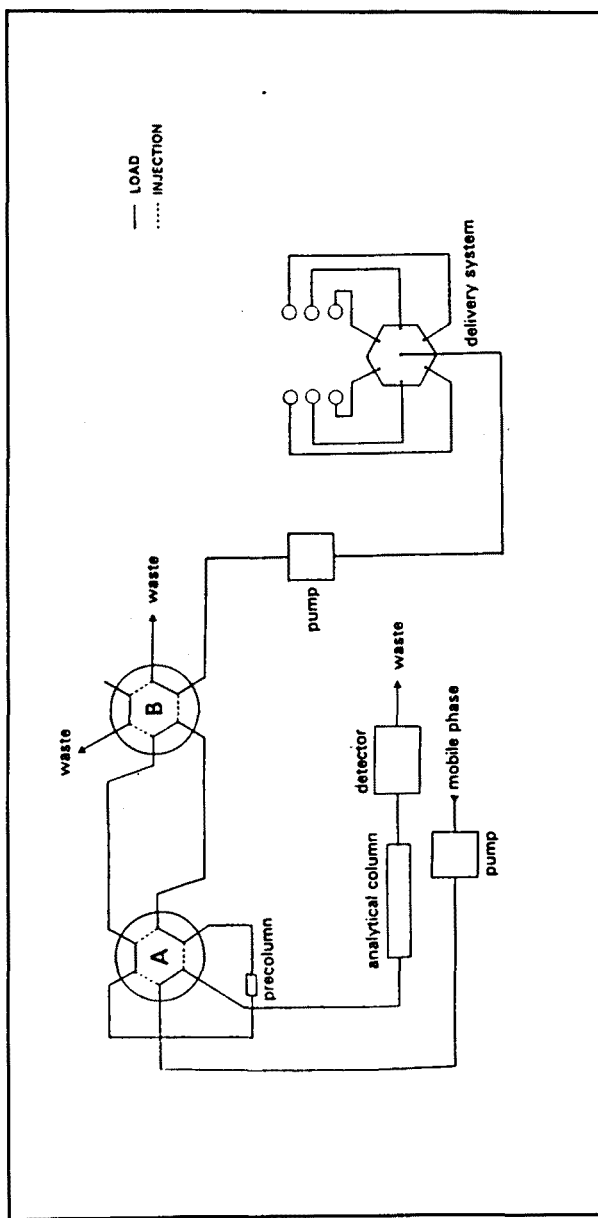 LOAD
INJECTION
waste
waste
B
A
precolumn
pump
delivery system
waste
detector
analytical column
mobile phase
pump